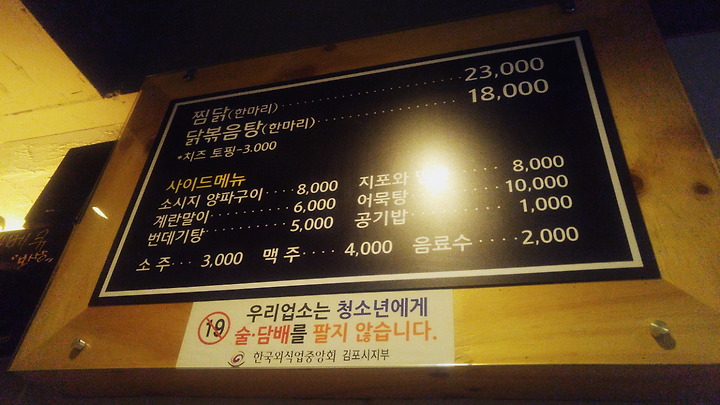 찜닭(한마리) 23,000
닭볶음탕(한마리) 18,000
*치즈 토핑-3.000
사이드메뉴
소시지 양파구이 8,000
계란말이 6,000
번데기탕 5,000
지포와 8,000
어묵탕 10,000
공기밥 1,000
소주 3,000 맥주 4,000 음료수 2,000
19 우리업소는 청소년에게
술·담배를 팔지 않습니다.
한국외식업중앙회 김포시지부